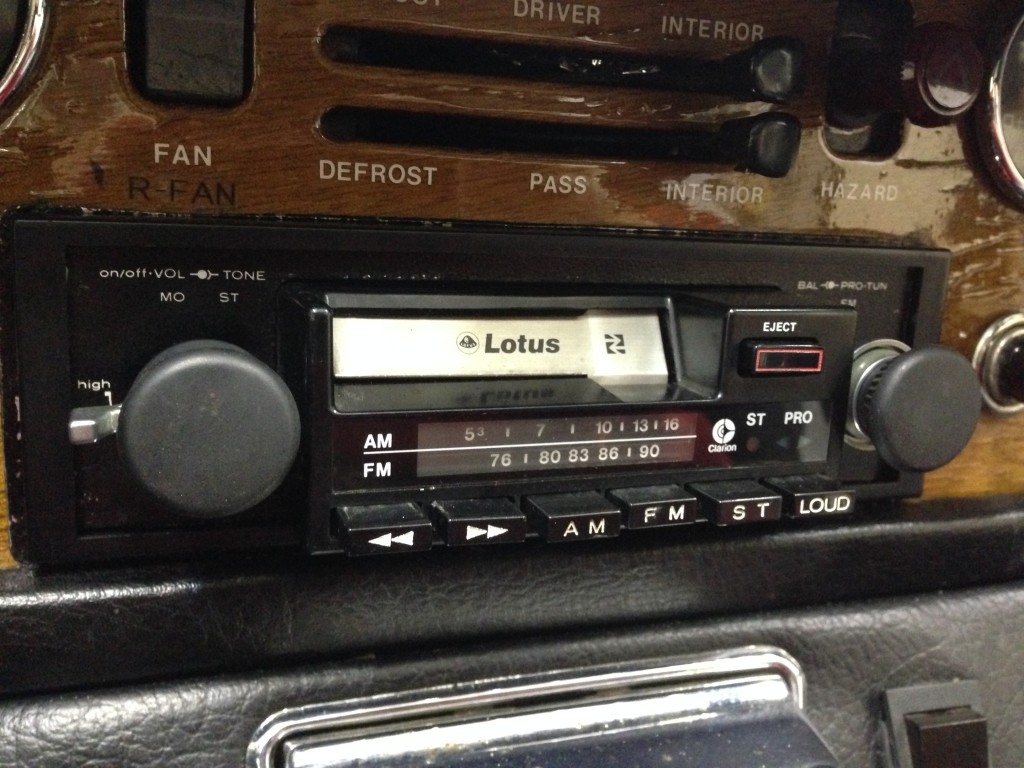 DRIVER
INTERIOR
FAN
R-FAN
DEFROST
PASS
INTERIOR
HAZARD
on/off·VOL TONE
MO ST
BAL PRO-TUN
FM
EJECT
Lotus
high
AM 5³ 7 10 13 16
FM 76 80 83 86 90
Clarion
ST PRO
AM
FM
ST
LOUD